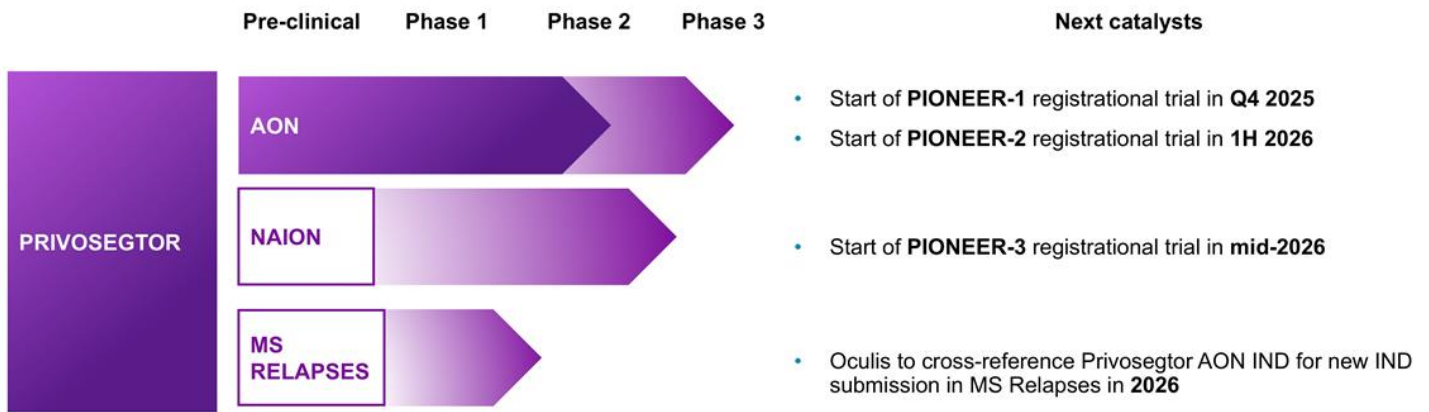 Pre-clinical Phase 1 Phase 2 Phase 3 Next catalysts
PRIVOSEGTOR
AON
• Start of PIONEER-1 registrational trial in Q4 2025
• Start of PIONEER-2 registrational trial in 1H 2026
NAION
• Start of PIONEER-3 registrational trial in mid-2026
MS
RELAPSES
• Oculis to cross-reference Privosegtor AON IND for new IND
submission in MS Relapses in 2026